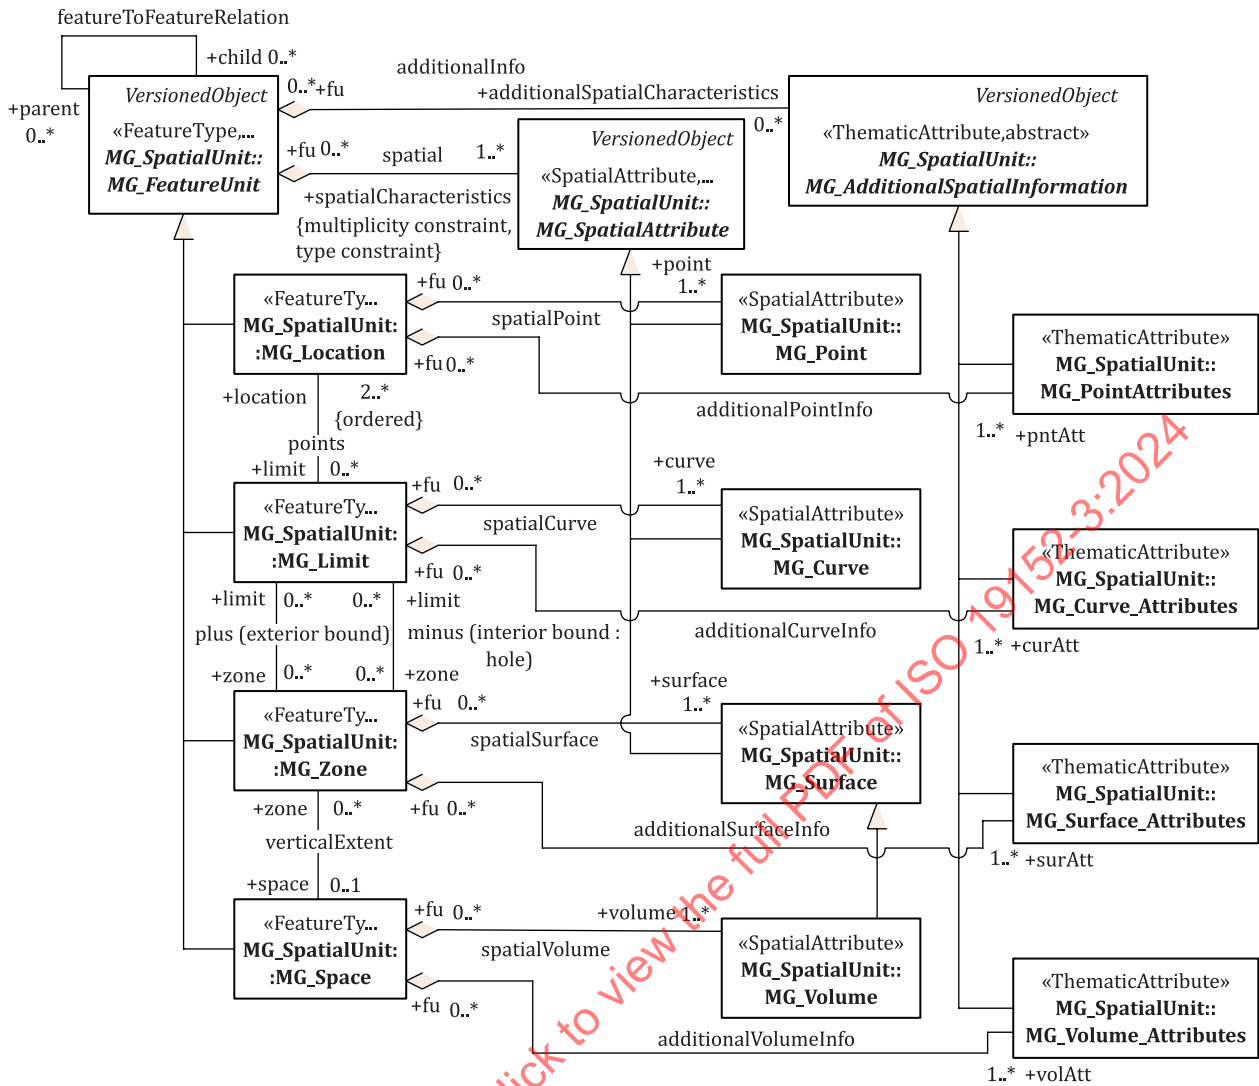 featureToFeatureRelation
+child 0..*
+parent
0..*
VersionedObject
«FeatureType,...
MG_SpatialUnit::
MG_FeatureUnit
0..* +fu
additionalInfo
+additionalSpatialCharacteristics
0..*
VersionedObject
«ThematicAttribute,abstract»
MG_SpatialUnit::
MG_AdditionalSpatialInformation
+fu 0..*
spatial
1..*
+spatialCharacteristics
{multiplicity constraint,
type constraint}
VersionedObject
«SpatialAttribute,...
MG_SpatialUnit::
MG_SpatialAttribute
«FeatureTy...
MG_SpatialUnit:
:MG_Location
+fu 0..*
spatialPoint
+point
1..*
«SpatialAttribute»
MG_SpatialUnit::
MG_Point
+fu 0..*
additionalPointInfo
«ThematicAttribute»
MG_SpatialUnit::
MG_PointAttributes
1..* +pntAtt
+location
2..*
{ordered}
points
+limit 0..*
«FeatureTy...
MG_SpatialUnit:
:MG_Limit
+fu 0..*
spatialCurve
+curve
1..*
«SpatialAttribute»
MG_SpatialUnit::
MG_Curve
+fu 0..*
additionalCurveInfo
«ThematicAttribute»
MG_SpatialUnit::
MG_Curve_Attributes
1..* +curAtt
+limit 0..* 0..* +limit
plus (exterior bound)
minus (interior bound :
hole)
+zone 0..* 0..* +zone
«FeatureTy...
MG_SpatialUnit:
:MG_Zone
+fu 0..*
spatialSurface
+surface
1..*
«SpatialAttribute»
MG_SpatialUnit::
MG_Surface
+fu 0..*
additionalSurfaceInfo
«ThematicAttribute»
MG_SpatialUnit::
MG_Surface_Attributes
1..* +surAtt
+zone 0..*
verticalExtent
+space 0..1
«FeatureTy...
MG_SpatialUnit:
:MG_Space
+fu 0..*
spatialVolume
+volume 1..*
«SpatialAttribute»
MG_SpatialUnit::
MG_Volume
+fu 0..*
additionalVolumeInfo
«ThematicAttribute»
MG_SpatialUnit::
MG_Volume_Attributes
1..* +volAtt
to view the full PDF of ISO 19152-3:2024